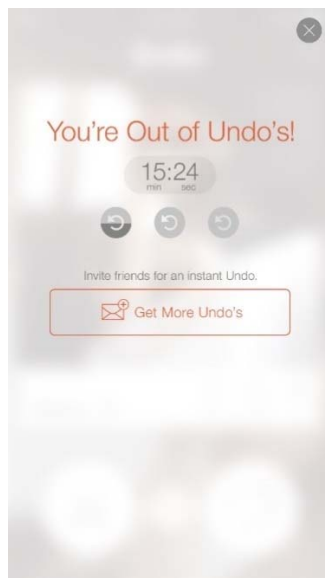 You're Out of Undo's!
15:24
min sec
Invite friends for an instant Undo.
Get More Undo's